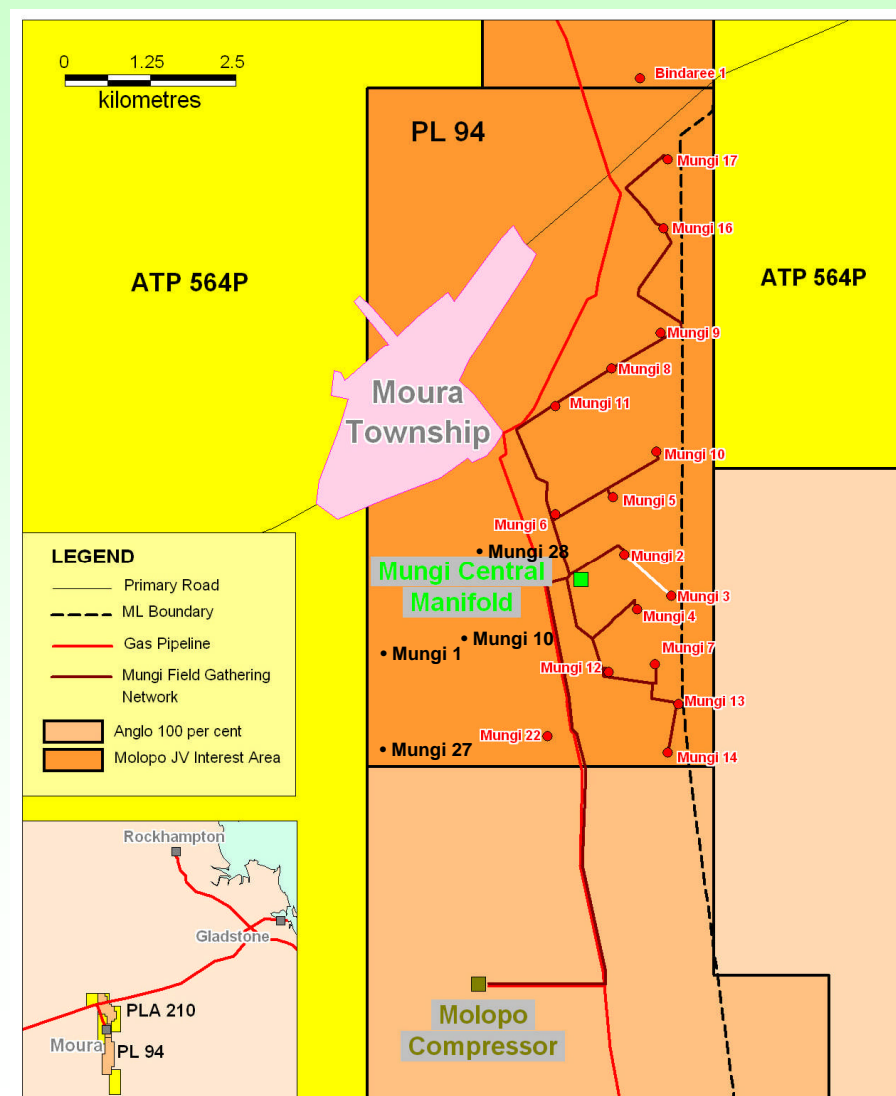 0 1.25 2.5
kilometres
Bindaree 1
PL 94
Mungi 17
Mungi 16
ATP 564P
ATP 564P
Mungi 9
Mungi 8
Moura
Township
Mungi 11
Mungi 10
Mungi 5
Mungi 6
Mungi 28
Mungi 2
Mungi Central
Manifold
Mungi 3
Mungi 4
Mungi 10
Mungi 1
Mungi 7
Mungi 12
Mungi 13
Mungi 22
Mungi 27
Mungi 14
LEGEND
Primary Road
ML Boundary
Gas Pipeline
Mungi Field Gathering
Network
Anglo 100 per cent
Molopo JV Interest Area
Rockhampton
Gladstone
PLA 210
Moura
PL 94
Molopo
Compressor